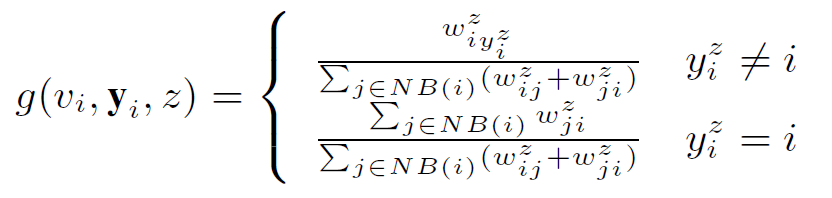 g(v_i, \mathbf{y}_i, z) = \begin{cases} \frac{w^z_{iy^z_i}}{\sum_{j \in NB(i)} (w^z_{ij} + w^z_{ji})} & y^z_i \neq i \\ \frac{\sum_{j \in NB(i)} w^z_{ji}}{\sum_{j \in NB(i)} (w^z_{ij} + w^z_{ji})} & y^z_i = i \end{cases}